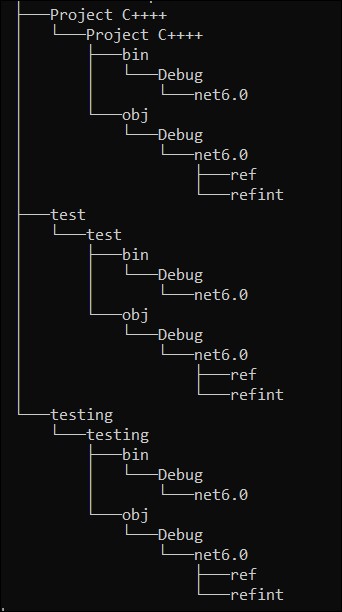 ├───Project C++++
│   └───Project C++++
│       ├───bin
│       │   └───Debug
│       │       └───net6.0
│       └───obj
│           └───Debug
│               └───net6.0
│                   ├───ref
│                   └───refint
├───test
│   └───test
│       ├───bin
│       │   └───Debug
│       │       └───net6.0
│       └───obj
│           └───Debug
│               └───net6.0
│                   ├───ref
│                   └───refint
└───testing
    └───testing
        ├───bin
        │   └───Debug
        │       └───net6.0
        └───obj
            └───Debug
                └───net6.0
                    ├───ref
                    └───refint